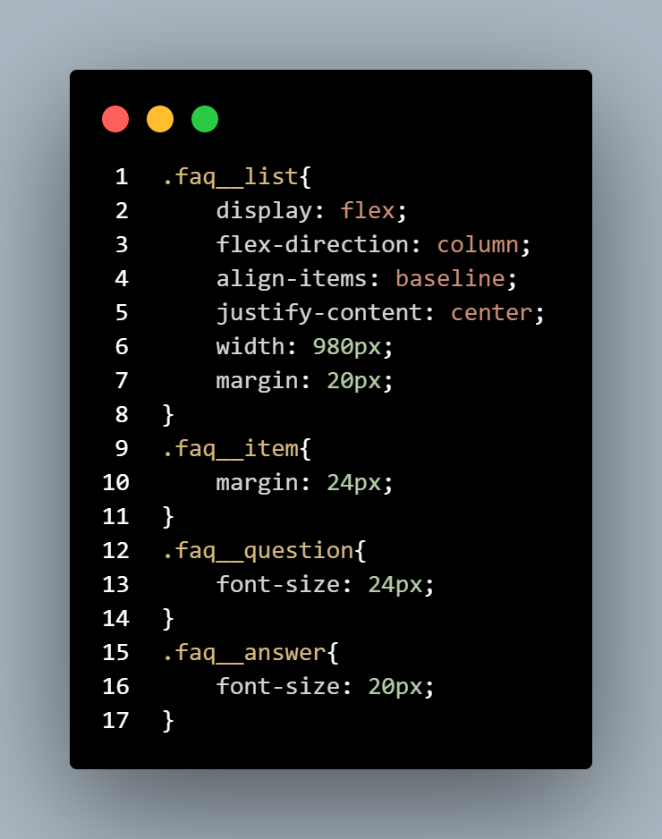 1 .faq__list{
2     display: flex;
3     flex-direction: column;
4     align-items: baseline;
5     justify-content: center;
6     width: 980px;
7     margin: 20px;
8 }
9 .faq__item{
10     margin: 24px;
11 }
12 .faq__question{
13     font-size: 24px;
14 }
15 .faq__answer{
16     font-size: 20px;
17 }